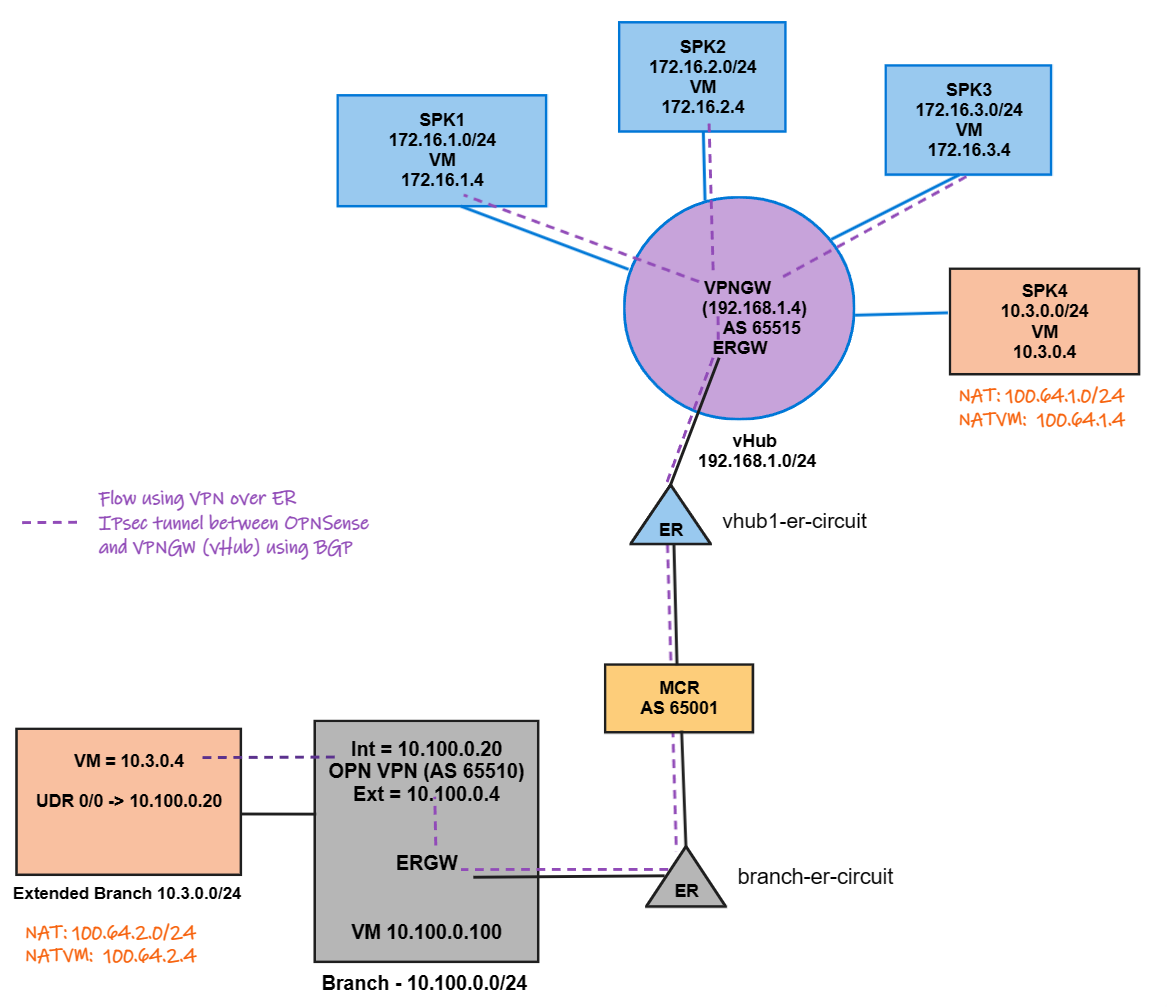 SPK2
172.16.2.0/24
VM
172.16.2.4
SPK3
172.16.3.0/24
VM
172.16.3.4
SPK1
172.16.1.0/24
VM
172.16.1.4
VPNGW
(192.168.1.4)
AS 65515
ERGW
SPK4
10.3.0.0/24
VM
10.3.0.4
NAT: 100.64.1.0/24
NATVM: 100.64.1.4
vHub
192.168.1.0/24
Flow using VPN over ER
IPsec tunnel between OPNSense
and VPNGW (vHub) using BGP
ER
vhub1-er-circuit
MCR
AS 65001
VM = 10.3.0.4
UDR 0/0 -> 10.100.0.20
Extended Branch 10.3.0.0/24
NAT: 100.64.2.0/24
NATVM: 100.64.2.4
Int = 10.100.0.20
OPN VPN (AS 65510)
Ext = 10.100.0.4
ERGW
VM 10.100.0.100
Branch - 10.100.0.0/24
ER
branch-er-circuit